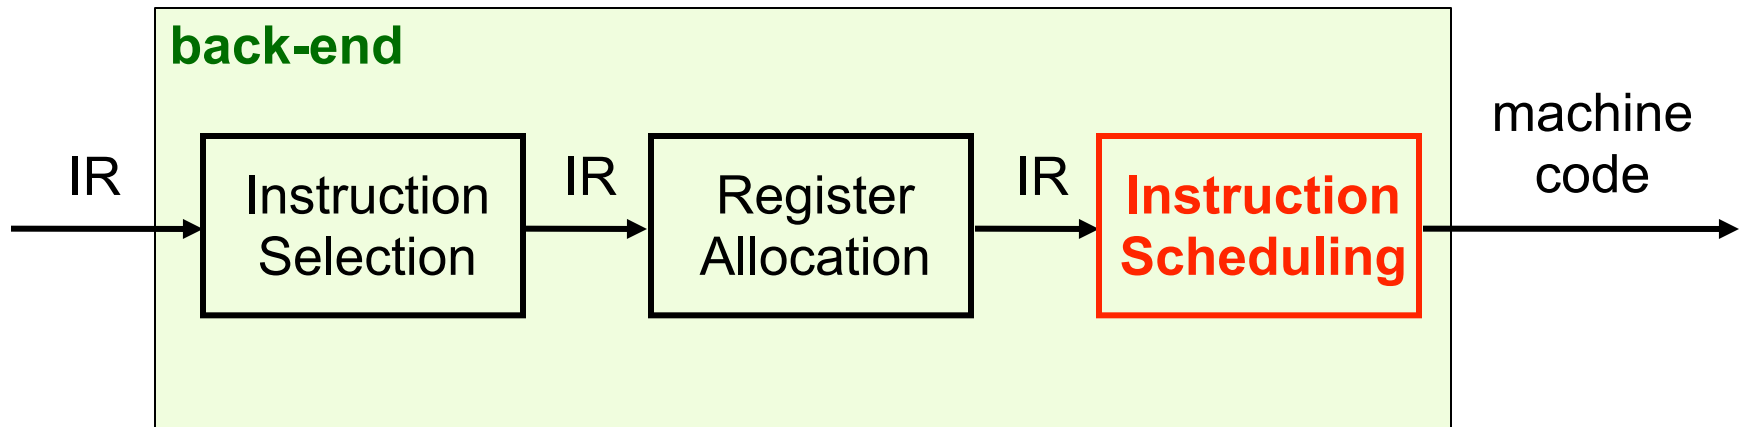 back-end
IR
Instruction
Selection
IR
Register
Allocation
IR
Instruction
Scheduling
machine
code